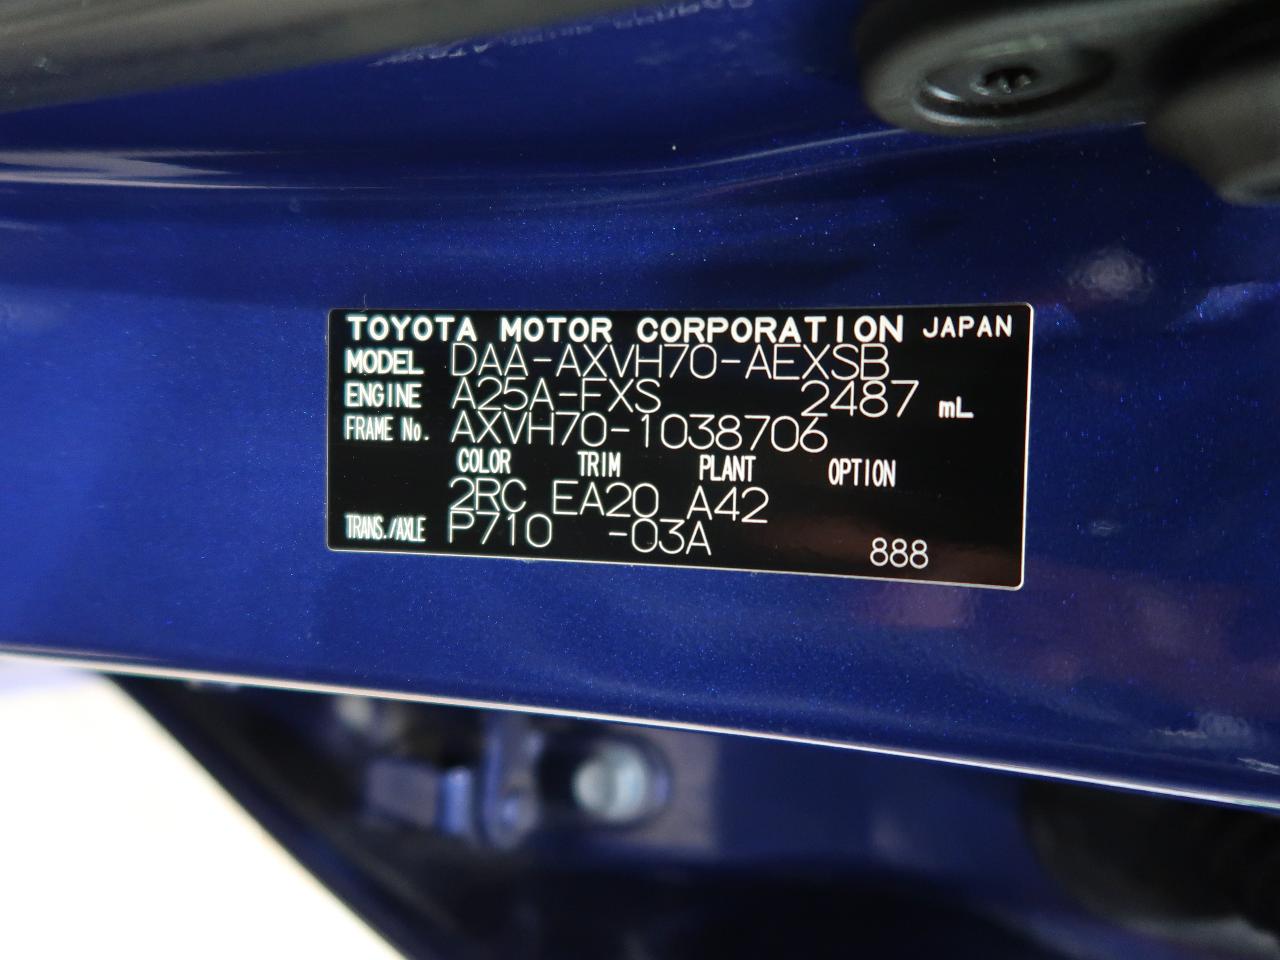 TOYOTA MOTOR CORPORATION JAPAN
MODEL DAA-AXVH70-AEXSB
ENGINE A25A-FXS 2487 mL
FRAME No. AXVH70-1038706
COLOR TRIM PLANT OPTION
2RC EA20 A42
TRANS./AXLE P710 -03A 888